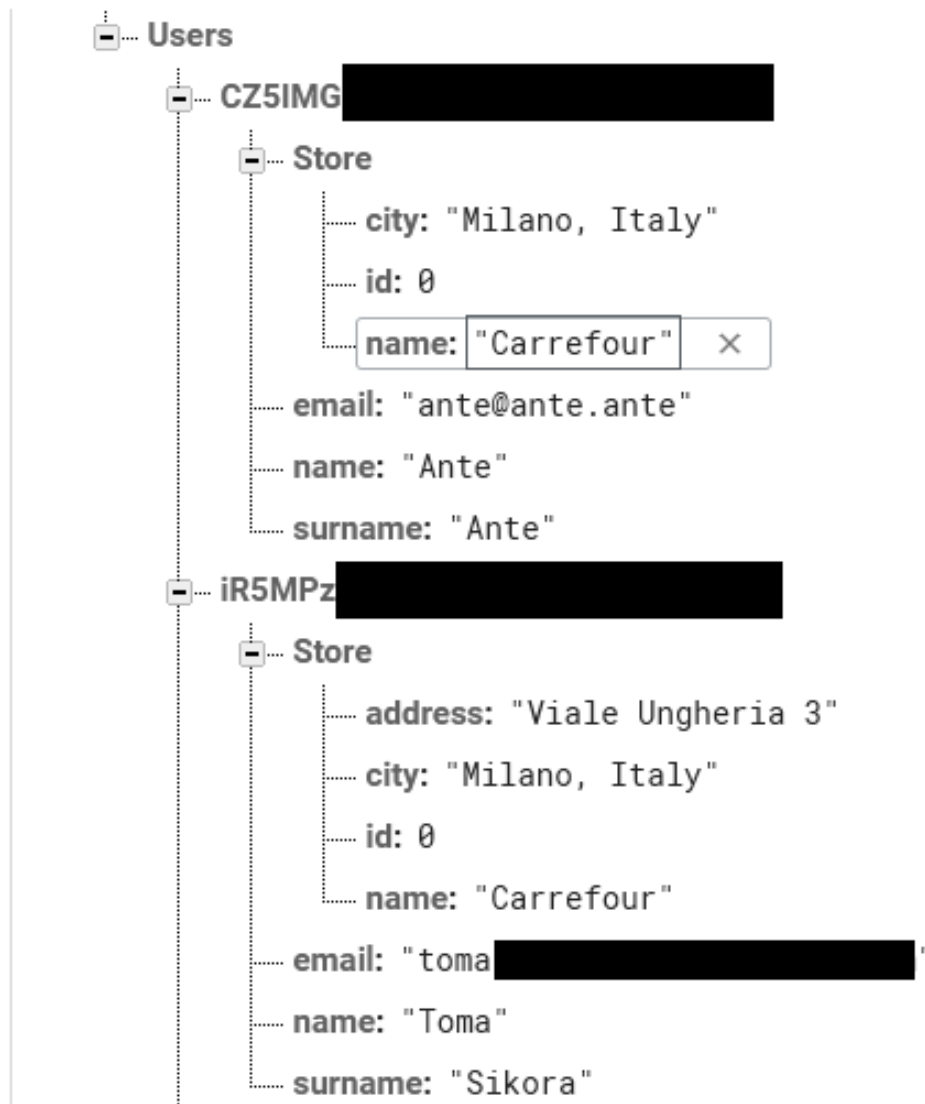 Users
CZ5IMG
Store
city: "Milano, Italy"
id: 0
name: "Carrefour" ×
email: "ante@ante.ante"
name: "Ante"
surname: "Ante"
iR5MPz
Store
address: "Viale Ungheria 3"
city: "Milano, Italy"
id: 0
name: "Carrefour"
email: "toma"
name: "Toma"
surname: "Sikora"